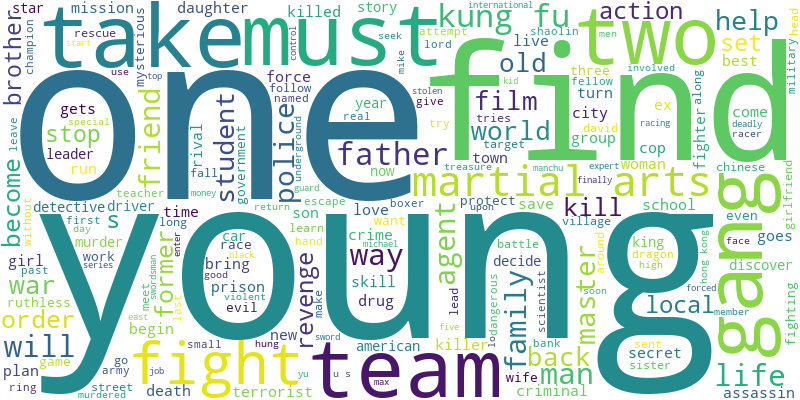 one
find
young
take
must
two
team
fight
gang
martial arts
kung fu
will
war
way
father
police
student
film
world
old
kill
local
life
man
back
master
family
agent
revenge
former
friend
stop
become
brother
order
action
help
set
star
mission
daughter
killed
story
international
champion
rescue
mysterious
seek
lord
attempt
shaolin
live
men
best
head
military
start
control
mike
use
top
force
follow
named
year
real
stolen
give
kid
three
fellow
turn
involved
along
ex
come
deadly
racer
gets
special
leader
run
rival
fall
government
underground
tries
target
town
city
group
david
racing
cop
woman
fighter
chinese
girlfriend
leave
without
teacher
money
guard
escape
now
treasure
manchu
expert
finally
school
even
face
goes
detective
driver
s
time
first
day
murder
long
return
son
love
boxer
protect
upon
save
want
village
king
dragon
high
hong kong
discover
girl
past
work
series
enter
swordsman
car
race
bring
good
black
prison
violent
evil
learn
hand
crime
michael
skill
drug
battle
decide
scientist
soon
around
forced
member
fighting
ruthless
meet
last
begin
make
lead
dangerous
east
small
hung
new
sword
american
killer
five
bank
sent
secret
sister
plan
game
go
army
job
ring
street
murdered
death
terrorist
yu
u s
max
wife
criminal
assassin